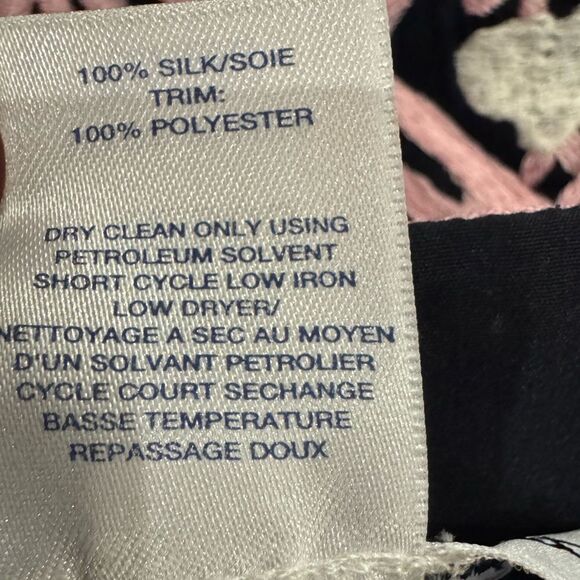 100% SILK/SOIE
TRIM:
100% POLYESTER
DRY CLEAN ONLY USING
PETROLEUM SOLVENT
SHORT CYCLE LOW IRON
LOW DRYER/
NETTOYAGE A SEC AU MOYEN
D'UN SOLVANT PETROLIER
CYCLE COURT SECHANGE
BASSE TEMPERATURE
REPASSAGE DOUX